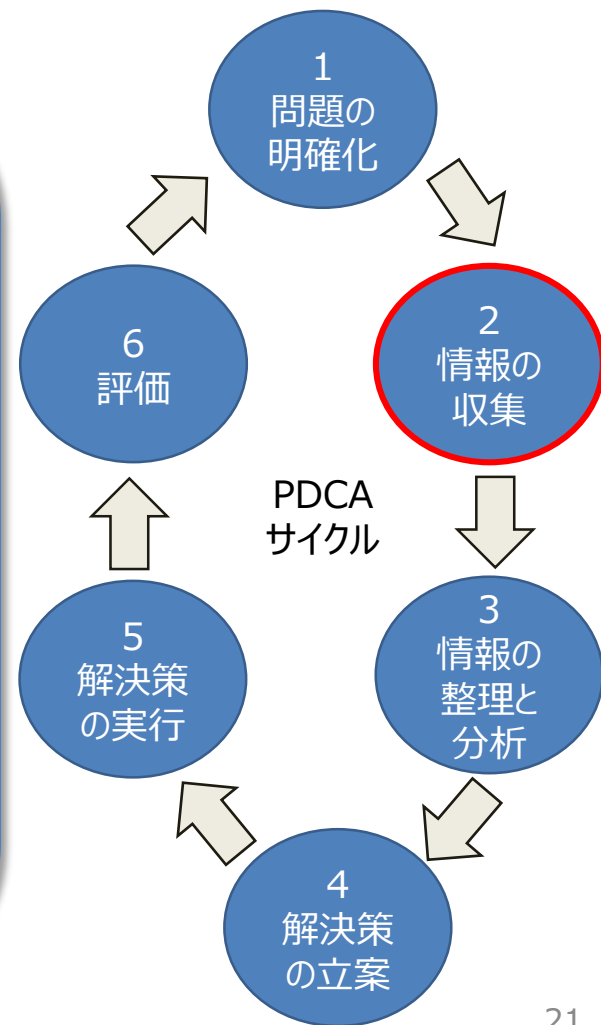 1
問題の
明確化
2
情報の
収集
6
評価
PDCA
サイクル
3
情報の
整理と
分析
5
解決策
の実行
4
解決策
の立案
21